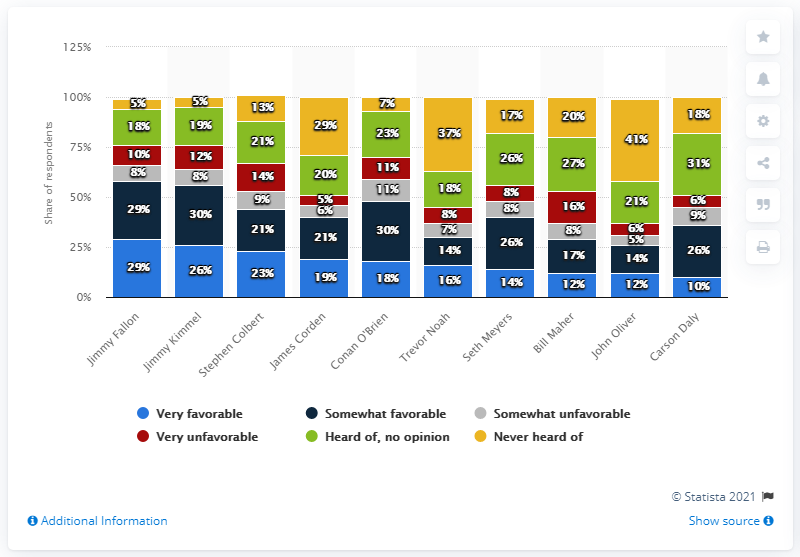 125%
100%
75%
50%
25%
0%
Share of respondents
5% 5% 13% 29% 7% 37% 17% 20% 41% 18%
18% 19% 21% 20% 23% 18% 26% 27% 21% 31%
10% 12% 14% 5% 11% 8% 8% 16% 6% 6%
8% 8% 9% 6% 11% 7% 8% 8% 5% 9%
29% 30% 21% 21% 30% 14% 26% 17% 14% 26%
29% 26% 23% 19% 18% 16% 14% 12% 12% 10%
Jimmy Fallon
Jimmy Kimmel
Stephen Colbert
James Corden
Conan O'Brien
Trevor Noah
Seth Meyers
Bill Maher
John Oliver
Carson Daly
Very favorable Somewhat favorable Somewhat unfavorable
Very unfavorable Heard of, no opinion Never heard of
© Statista 2021
Additional Information Show source